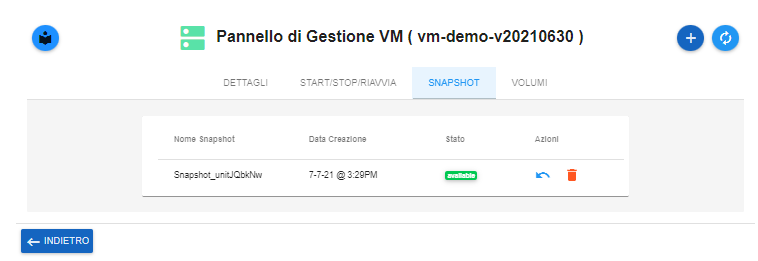 Pannello di Gestione VM ( vm-demo-v20210630 )
DETTAGLI START/STOP/RIAVVIA SNAPSHOT VOLUMI
Nome Snapshot Data Creazione Stato Azioni
Snapshot_unitJQbkNw 7-7-21 @ 3:29PM available
INDIETRO